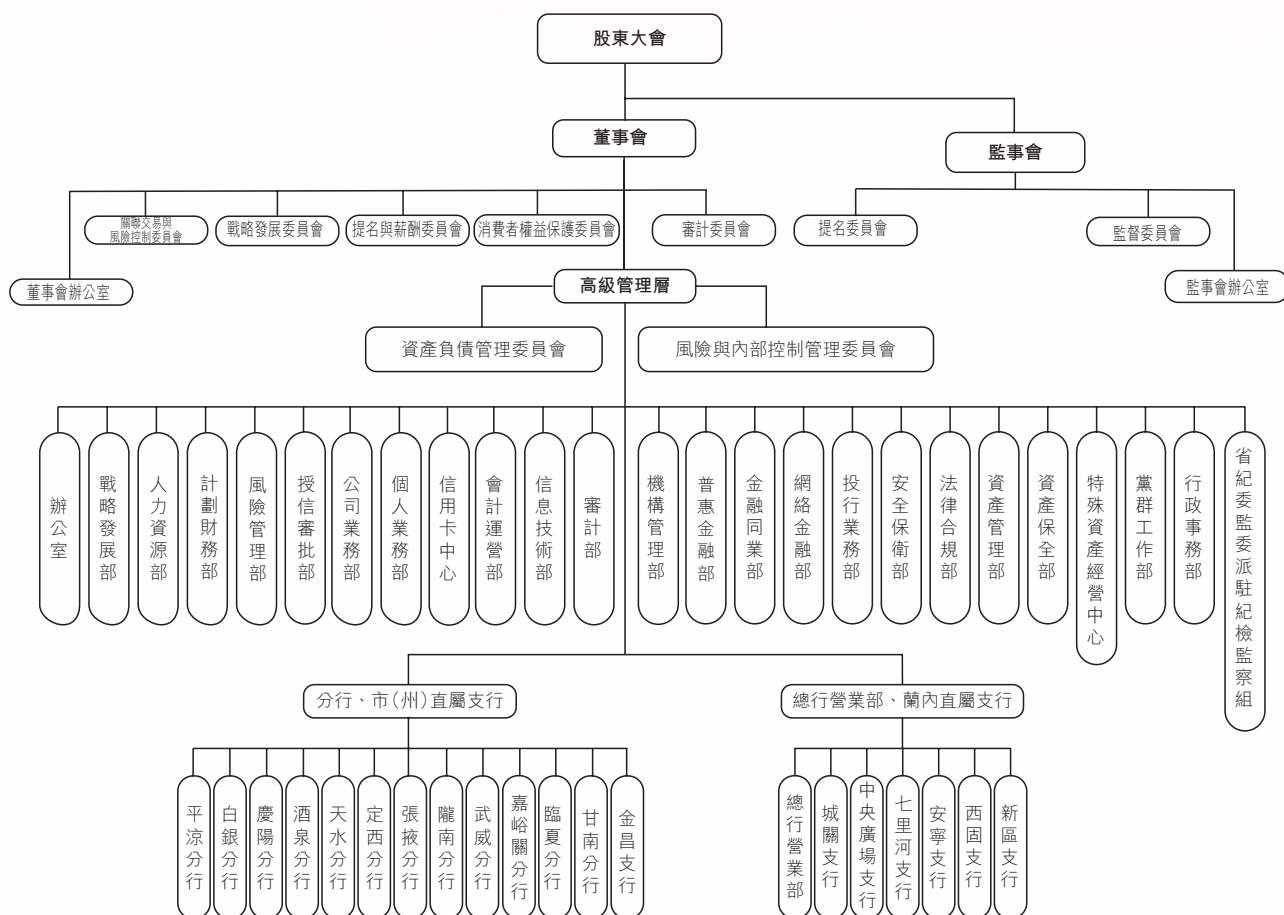 股東大會
董事會
監事會
關聯交易與
風險控制委員會
戰略發展委員會
提名與薪酬委員會
消費者權益保護委員會
審計委員會
提名委員會
監督委員會
董事會辦公室
高級管理層
監事會辦公室
資產負債管理委員會
風險與內部控制管理委員會
辦公室
戰略發展部
人力資源部
計劃財務部
風險管理部
授信審批部
公司業務部
個人業務部
信用卡中心
會計運營部
信息技術部
審計部
機構管理部
普惠金融部
金融同業部
網絡金融部
投行業務部
安全保衛部
法律合規部
資產管理部
資產保全部
特殊資產經營中心
黨群工作部
行政事務部
省紀委監委派駐紀檢監察組
分行、市(州)直屬支行
總行營業部、蘭內直屬支行
平涼分行
白銀分行
慶陽分行
酒泉分行
天水分行
定西分行
張掖分行
隴南分行
武威分行
嘉峪關分行
臨夏分行
甘南分行
金昌支行
總行營業部
城關支行
中央廣場支行
七里河支行
安寧支行
西固支行
新區支行